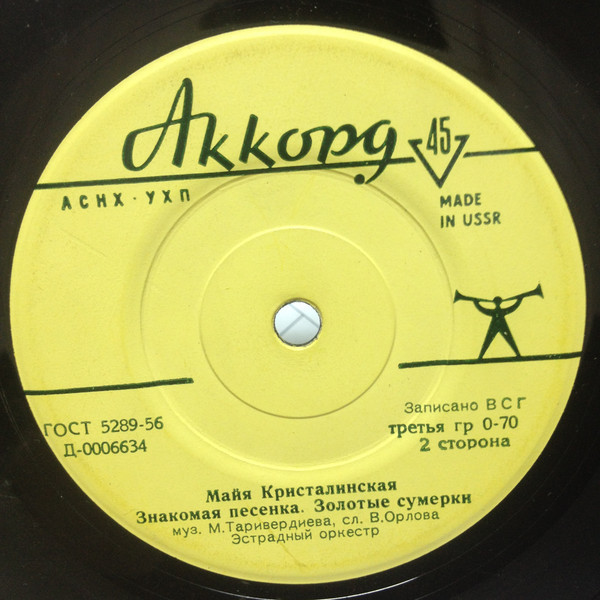 Аккорд 45
АСНХ·УХП
MADE
IN USSR
ГОСТ 5289-56
Д-0006634
Записано ВСГ
третья гр 0-70
2 сторона
Майя Кристалинская
Знакомая песенка. Золотые сумерки
муз. М.Таривердиева, сл. В.Орлова
Эстрадный оркестр